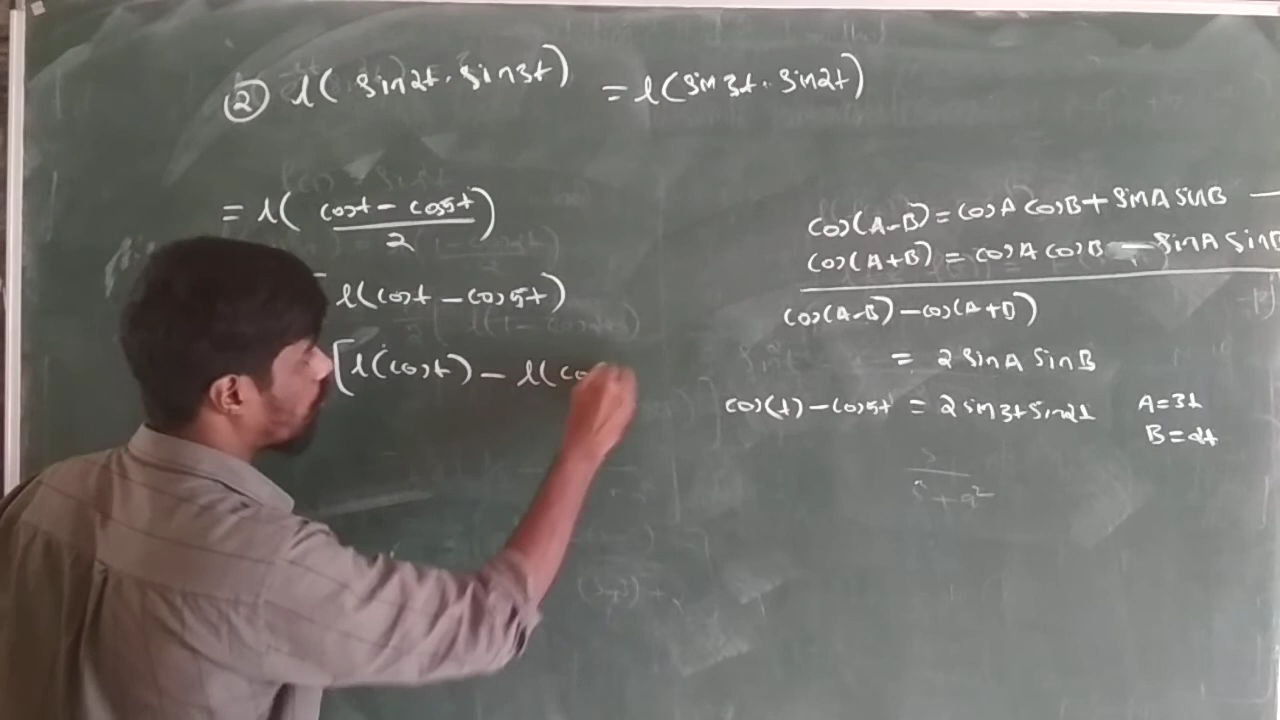 ② L(sin2t. sin3t) = L(sin3t. sin2t)
= L(cost - cos5t / 2)
L(cost - cos5t)
[L(cost) - L(co
cos(A-B) = cosA cosB + sinA sinB
cos(A+B) = cosA cosB - sinA sinB
cos(A-B) - cos(A+B)
= 2 sinA sinB
cos(t) - cos5t = 2 sin3t sin2t
A=3t
B=2t